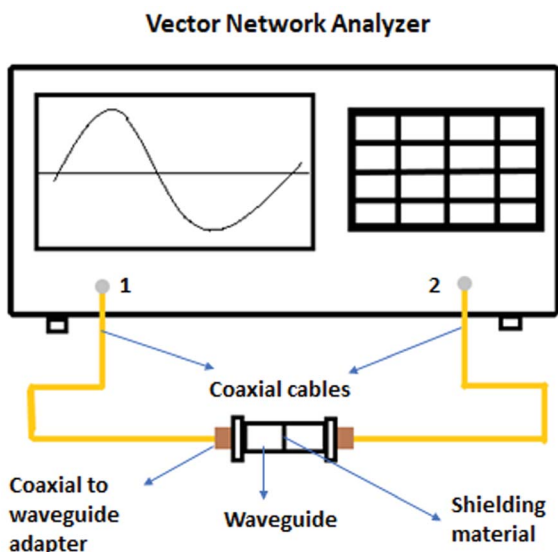 Vector Network Analyzer
1
2
Coaxial cables
Coaxial to
waveguide
adapter
Waveguide
Shielding
material